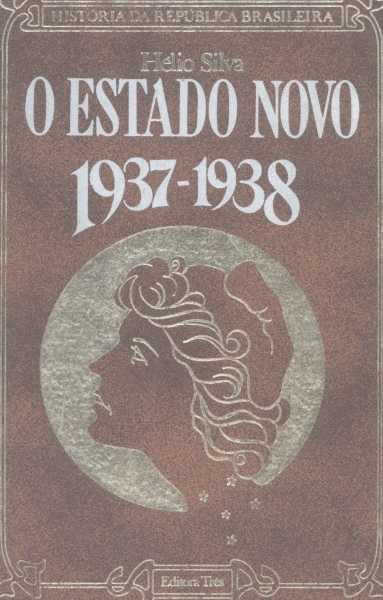 HISTÓRIA DA REPÚBLICA BRASILEIRA
Hélio Silva
O ESTADO NOVO
1937-1938
Editora Três